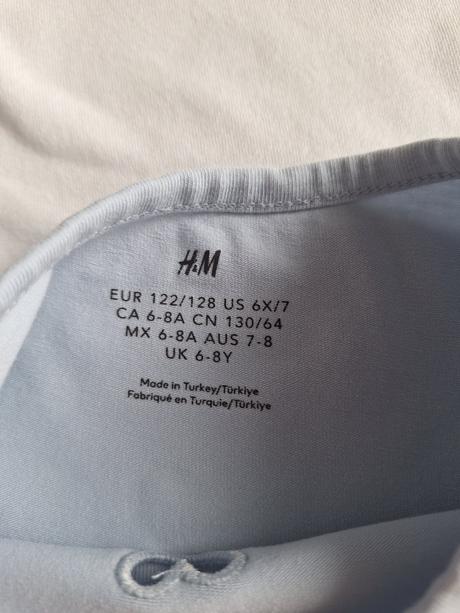 H&M
EUR 122/128 US 6X/7
CA 6-8A CN 130/64
MX 6-8A AUS 7-8
UK 6-8Y
Made in Turkey/Türkiye
Fabriqué en Turquie/Türkiye